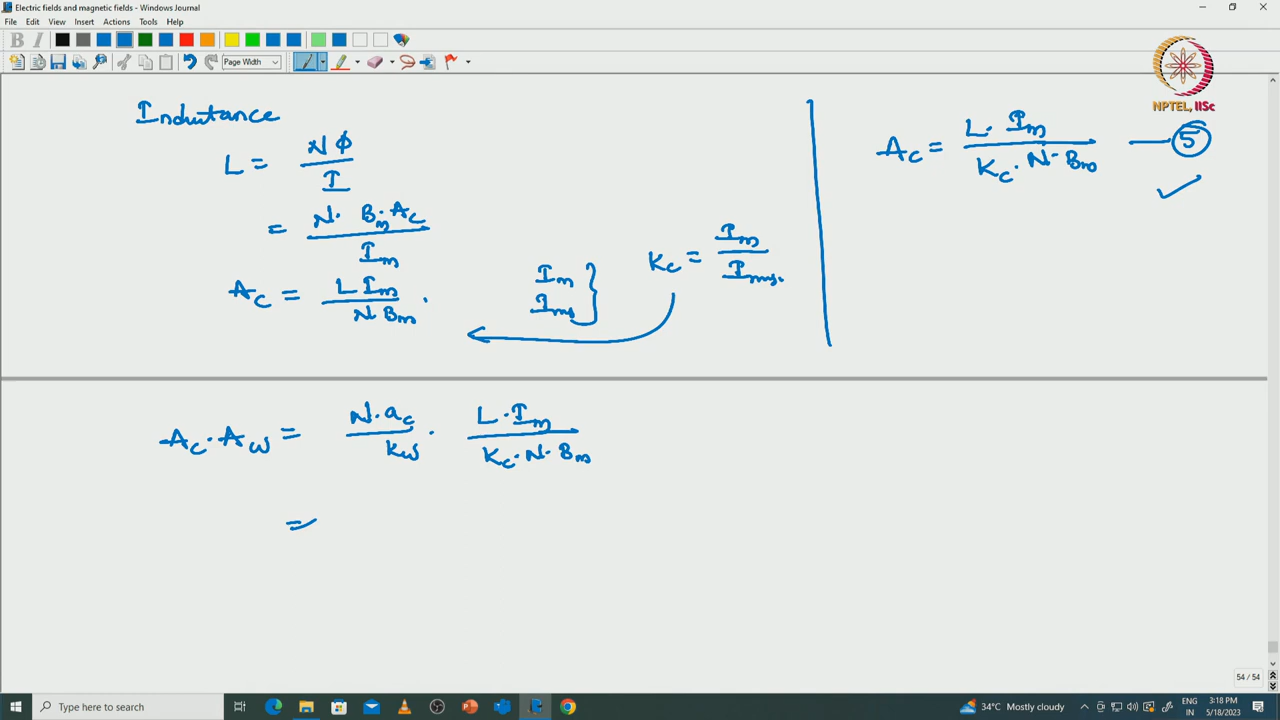 Electric fields and magnetic fields - Windows Journal
File Edit View Insert Actions Tools Help
B I
Page Width
NPTEL, IISc
Inductance
L = Nφ / I
= N · Bm · Ac / Im
Ac = L Im / N Bm .
Im
Irms
Kc = Im / Irms.
Ac = L · Im / Kc · N · Bm — 5
Ac · Aw = N · ac / kw · L · Im / Kc · N · Bm
=
54 / 54
Type here to search
34°C Mostly cloudy
ENG
IN
3:18 PM
5/18/2023